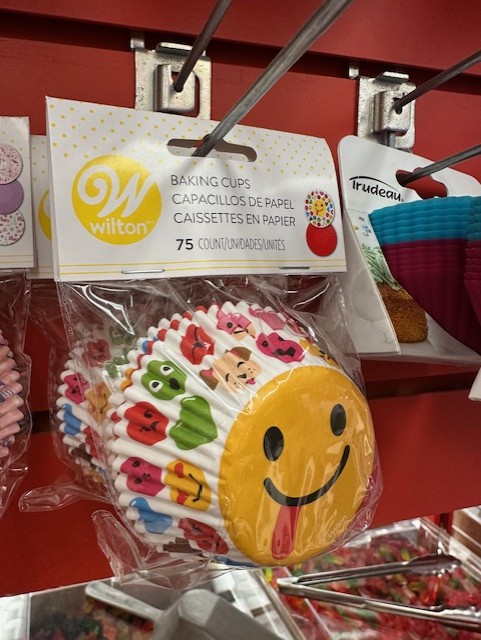 Wilton
BAKING CUPS
CAPACILLOS DE PAPEL
CAISSETTES EN PAPIER
75 COUNT/UNIDADES/UNITÉS
Trudeau